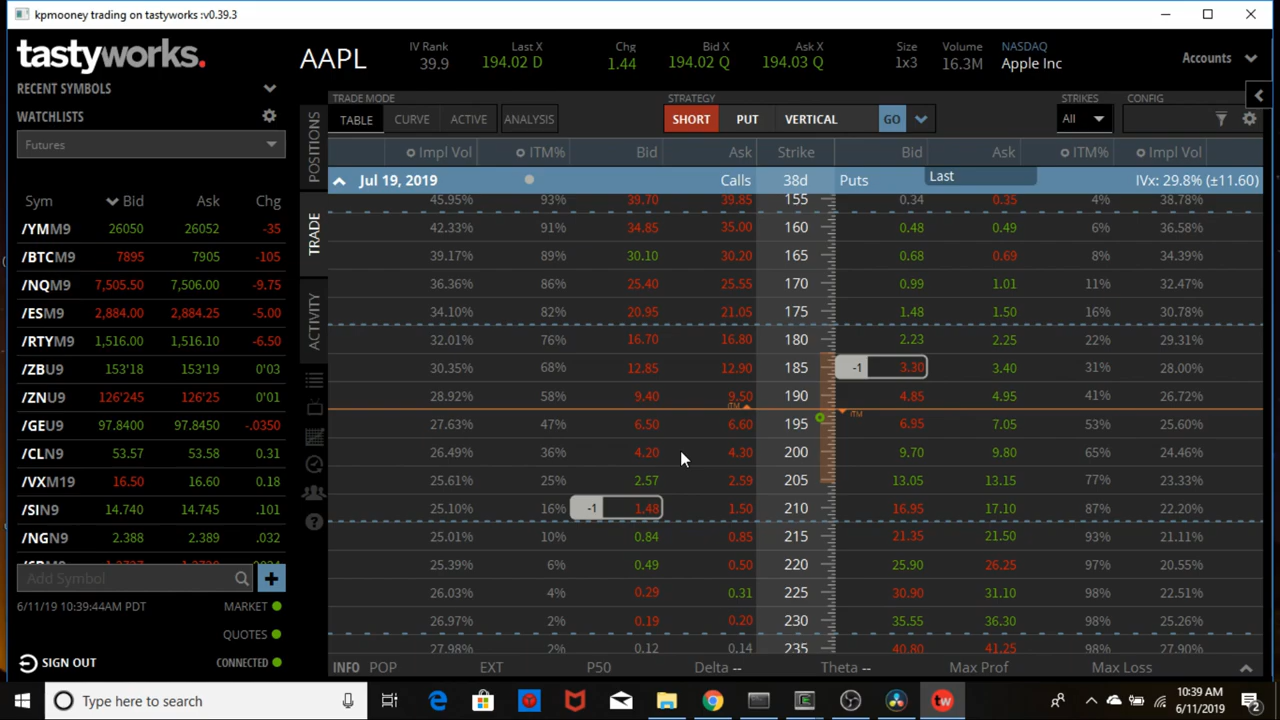 kpmooney trading on tastyworks :v0.39.3
tastyworks.
AAPL
IV Rank
39.9
Last X
194.02 D
Chg
1.44
Bid X
194.02 Q
Ask X
194.03 Q
Size
1x3
Volume
16.3M
NASDAQ
Apple Inc
Accounts
RECENT SYMBOLS
WATCHLISTS
Futures
Sym Bid Ask Chg
/YMM9 26050 26052 -35
/BTCM9 7895 7905 -105
/NQM9 7,505.50 7,506.00 -9.75
/ESM9 2,884.00 2,884.25 -5.00
/RTYM9 1,516.00 1,516.10 -6.50
/ZBU9 153'18 153'19 0'03
/ZNU9 126'245 126'25 0'01
/GEU9 97.8400 97.8450 -.0350
/CLN9 53.57 53.58 0.31
/VXM19 16.50 16.60 0.18
/SIN9 14.740 14.745 .101
/NGN9 2.388 2.389 .032
Add Symbol
6/11/19 10:39:44AM PDT MARKET
QUOTES
SIGN OUT CONNECTED
POSITIONS
TRADE
ACTIVITY
TRADE MODE STRATEGY STRIKES CONFIG
TABLE CURVE ACTIVE ANALYSIS SHORT PUT VERTICAL GO All
Impl Vol ITM% Bid Ask Strike Bid Ask ITM% Impl Vol
Jul 19, 2019 Calls 38d Puts Last IVx: 29.8% (±11.60)
45.95% 93% 39.70 39.85 155 0.34 0.35 4% 38.78%
42.33% 91% 34.85 35.00 160 0.48 0.49 6% 36.58%
39.17% 89% 30.10 30.20 165 0.68 0.69 8% 34.39%
36.36% 86% 25.40 25.55 170 0.99 1.01 11% 32.47%
34.10% 82% 20.95 21.05 175 1.48 1.50 16% 30.78%
32.01% 76% 16.70 16.80 180 2.23 2.25 22% 29.31%
30.35% 68% 12.85 12.90 185 -1 3.30 3.40 31% 28.00%
28.92% 58% 9.40 9.50 190 4.85 4.95 41% 26.72%
ITM ITM
27.63% 47% 6.50 6.60 195 6.95 7.05 53% 25.60%
26.49% 36% 4.20 4.30 200 9.70 9.80 65% 24.46%
25.61% 25% 2.57 2.59 205 13.05 13.15 77% 23.33%
25.10% 16% -1 1.48 1.50 210 16.95 17.10 87% 22.20%
25.01% 10% 0.84 0.85 215 21.35 21.50 93% 21.11%
25.39% 6% 0.49 0.50 220 25.90 26.25 97% 20.55%
26.03% 4% 0.29 0.31 225 30.90 31.10 98% 22.51%
26.97% 2% 0.19 0.20 230 35.55 36.30 98% 25.26%
27.98% 2% 0.12 0.14 235 40.80 41.25 98% 27.90%
INFO POP EXT P50 Delta -- Theta -- Max Prof Max Loss
Type here to search
10:39 AM
6/11/2019
2